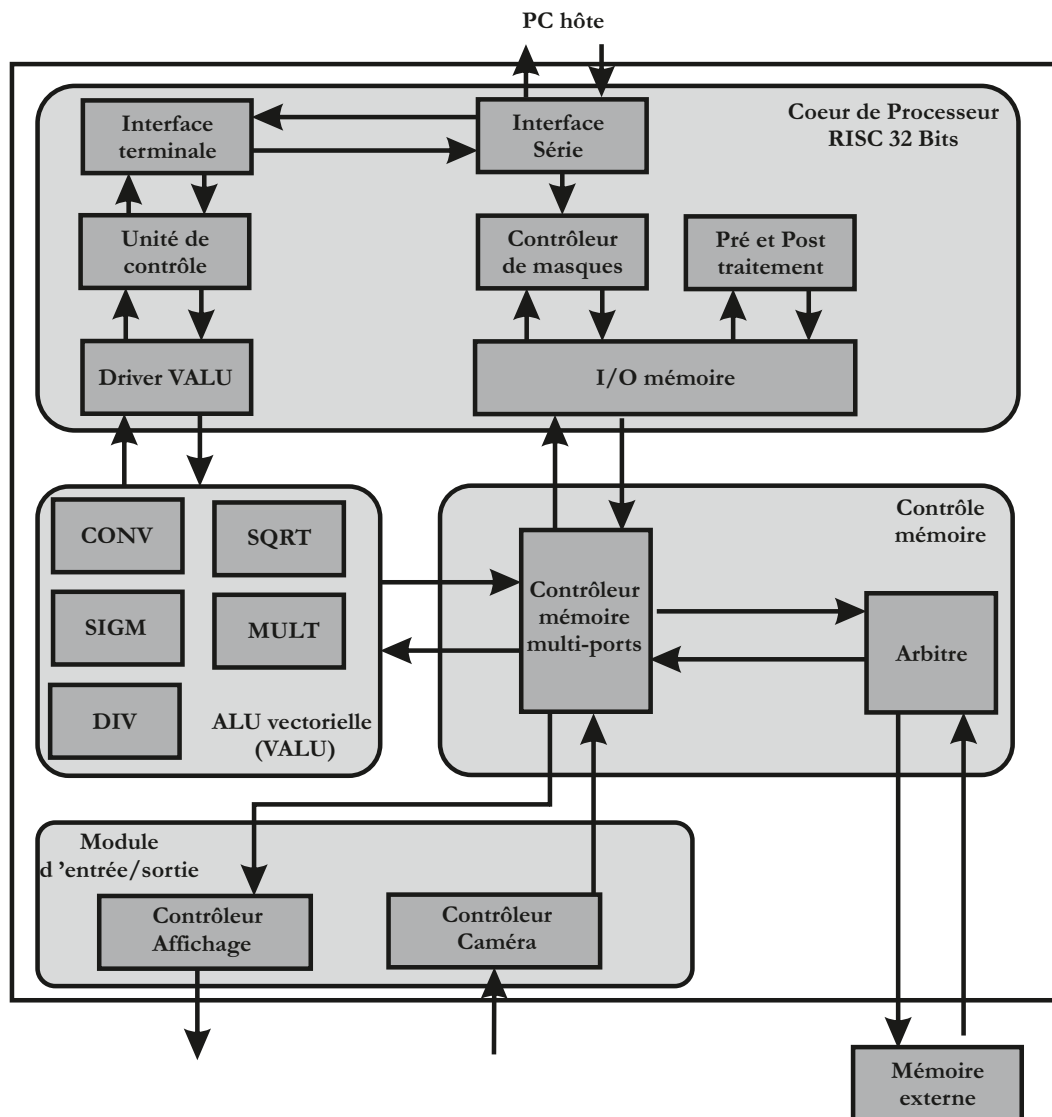 PC hôte
Coeur de Processeur
RISC 32 Bits
Interface
terminale
Interface
Série
Unité de
contrôle
Contrôleur
de masques
Pré et Post
traitement
Driver VALU
I/O mémoire
CONV
SQRT
SIGM
MULT
DIV
ALU vectorielle
(VALU)
Contrôle
mémoire
Contrôleur
mémoire
multi-ports
Arbitre
Module
d ’entrée/sortie
Contrôleur
Affichage
Contrôleur
Caméra
Mémoire
externe